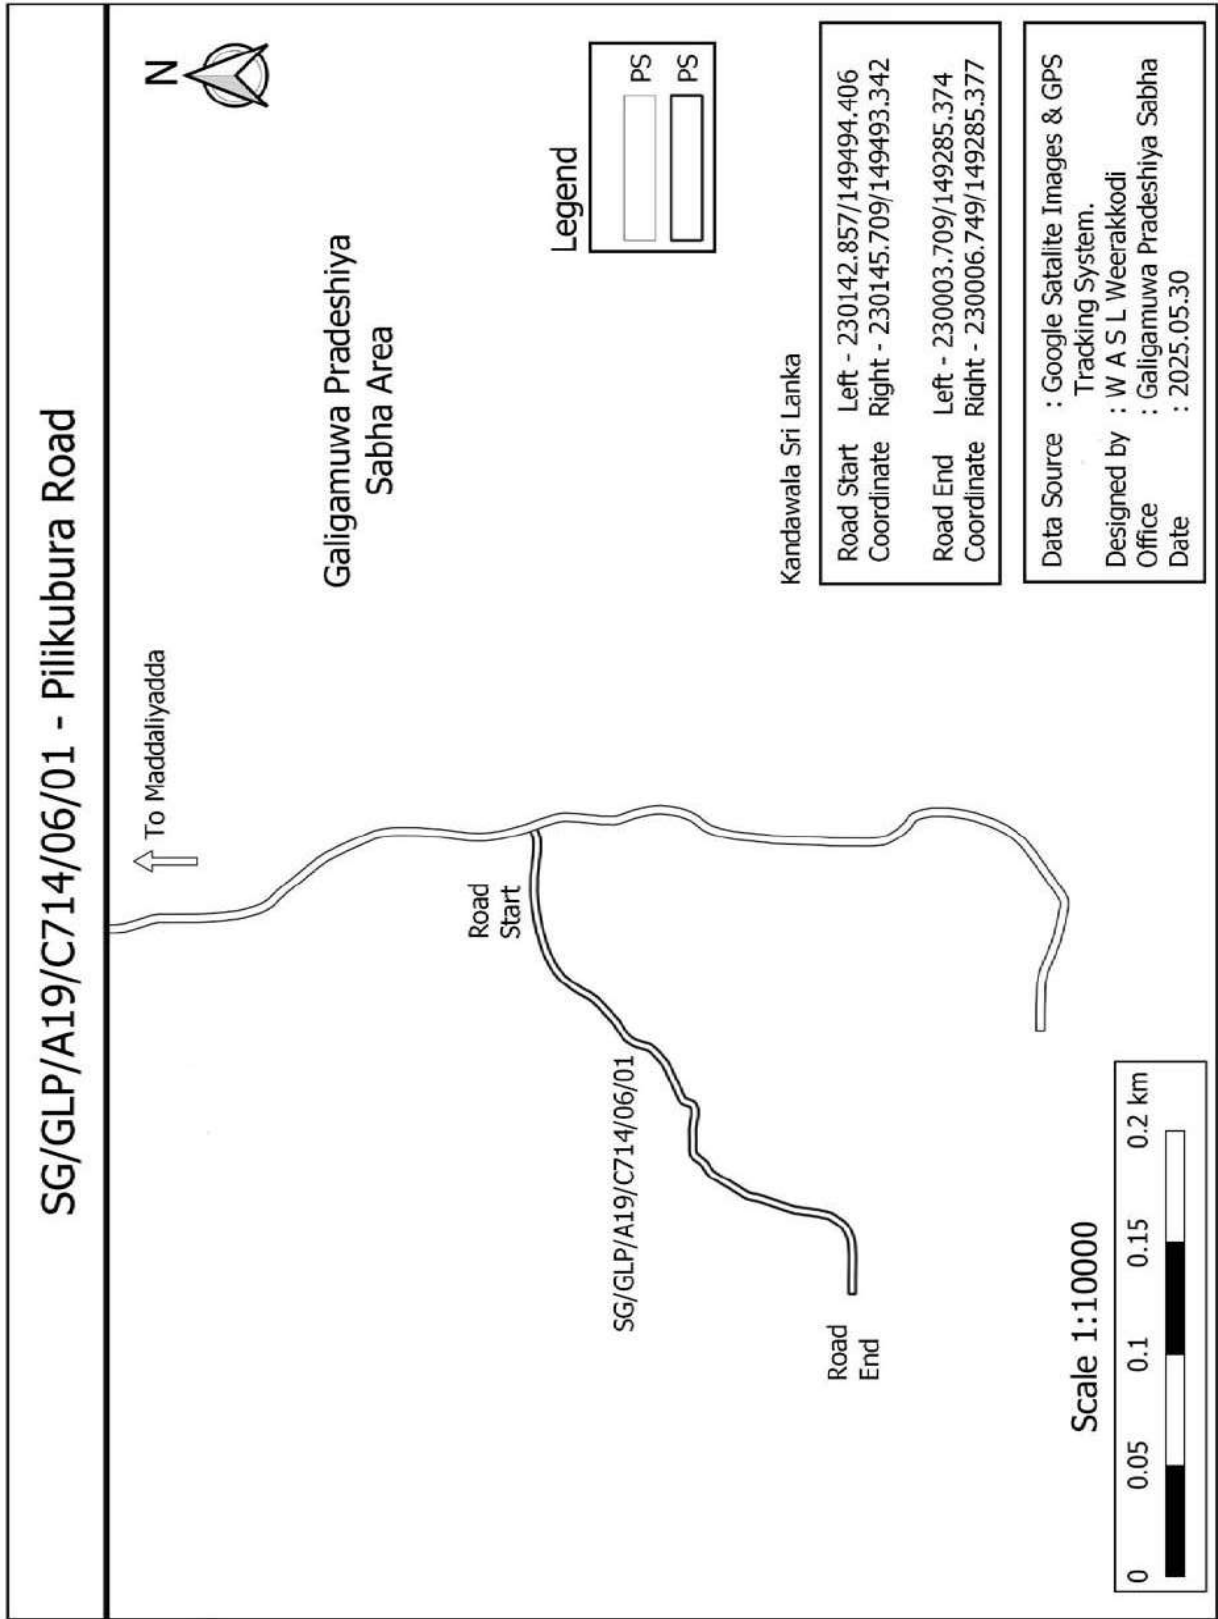 SG/GLP/A19/C714/06/01 - Pilikubura Road
N
To Maddaliyadda
Galigamuwa Pradeshiya
Sabha Area
Road
Start
Legend
PS
PS
SG/GLP/A19/C714/06/01
Road
End
Kandawala Sri Lanka
Road Start Left - 230142.857/149494.406
Coordinate Right - 230145.709/149493.342
Road End Left - 230003.709/149285.374
Coordinate Right - 230006.749/149285.377
Scale 1:10000
0 0.05 0.1 0.15 0.2 km
Data Source : Google Satalite Images & GPS
Tracking System.
Designed by : W A S L Weerakkodi
Office : Galigamuwa Pradeshiya Sabha
Date : 2025.05.30